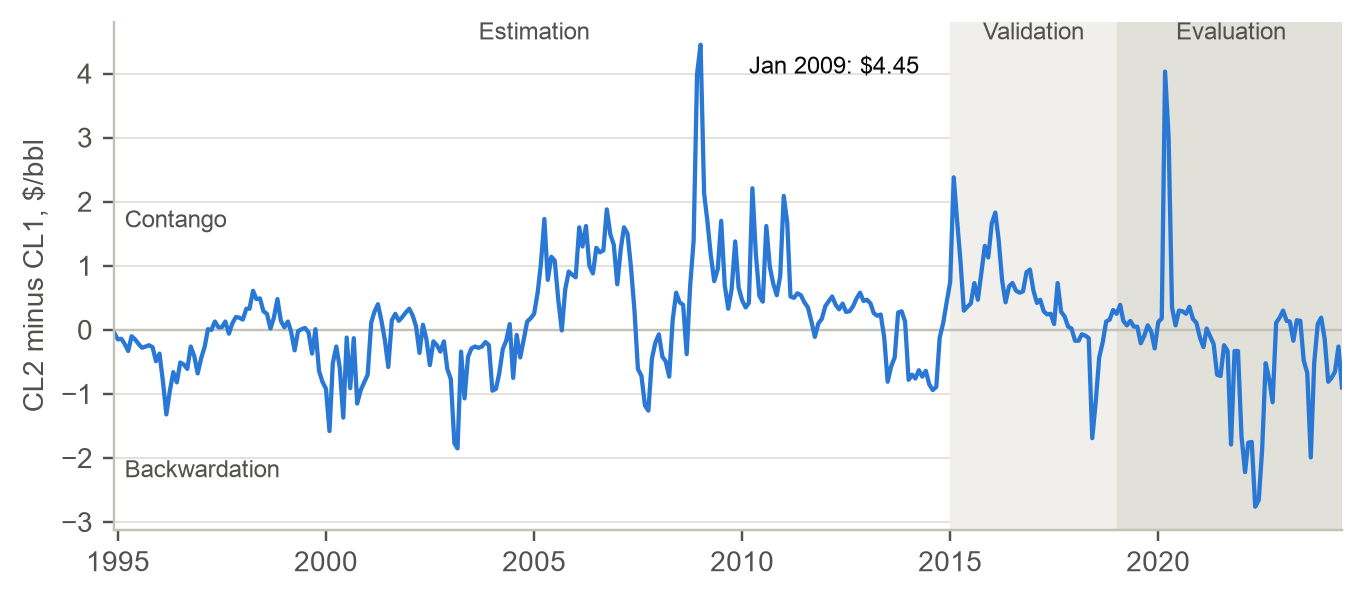 Estimation
Validation
Evaluation
Jan 2009: $4.45
Contango
Backwardation
CL2 minus CL1, $/bbl
4
3
2
1
0
−1
−2
−3
1995
2000
2005
2010
2015
2020